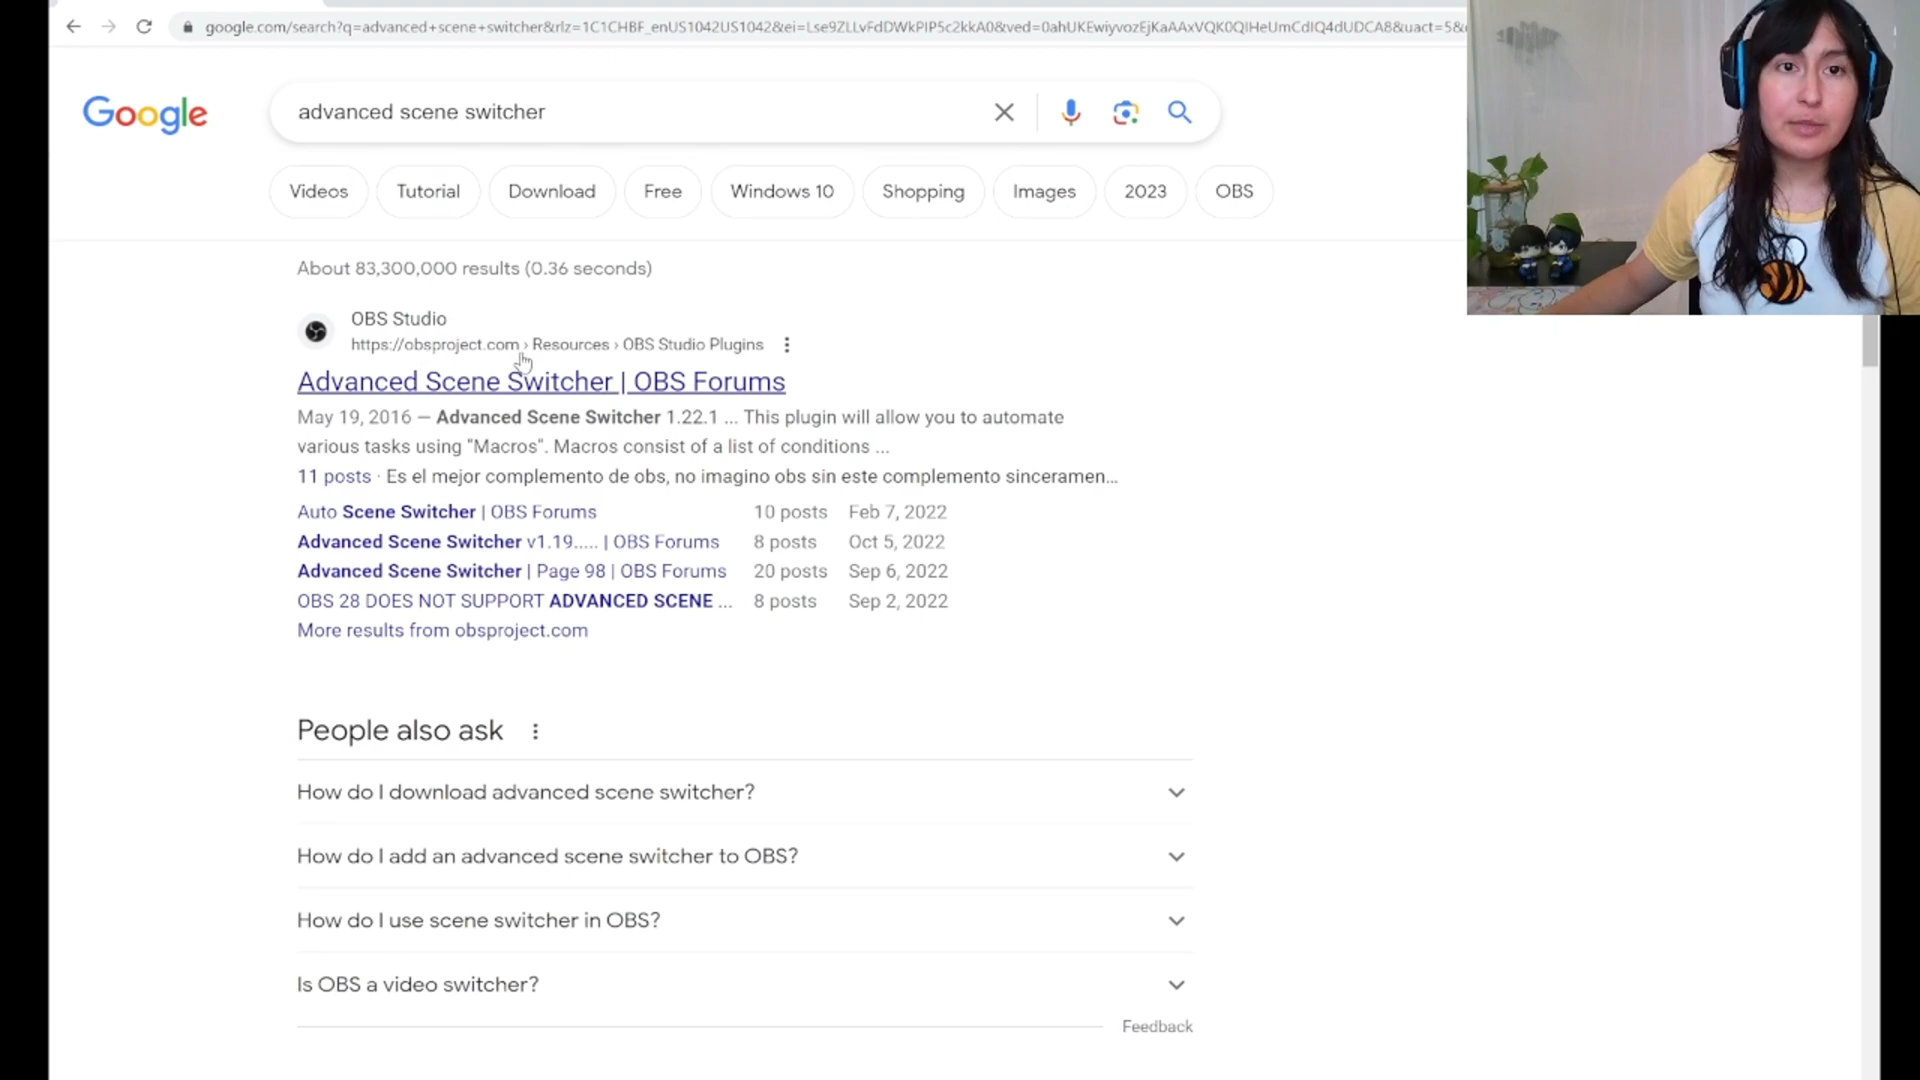 google.com/search?q=advanced+scene+switcher&rlz=1C1CHBF_enUS1042US1042&ei=Lse9ZLLvFdDWkPIP5c2kkA0&ved=0ahUKEwiyvozEjKaAAxVQK0QIHeUmCdIQ4dUDCA8&uact=5&
Google
advanced scene switcher
Videos
Tutorial
Download
Free
Windows 10
Shopping
Images
2023
OBS
About 83,300,000 results (0.36 seconds)
OBS Studio
https://obsproject.com › Resources › OBS Studio Plugins
Advanced Scene Switcher | OBS Forums
May 19, 2016 — Advanced Scene Switcher 1.22.1 ... This plugin will allow you to automate
various tasks using "Macros". Macros consist of a list of conditions ...
11 posts · Es el mejor complemento de obs, no imagino obs sin este complemento sinceramen...
Auto Scene Switcher | OBS Forums 10 posts Feb 7, 2022
Advanced Scene Switcher v1.19..... | OBS Forums 8 posts Oct 5, 2022
Advanced Scene Switcher | Page 98 | OBS Forums 20 posts Sep 6, 2022
OBS 28 DOES NOT SUPPORT ADVANCED SCENE ... 8 posts Sep 2, 2022
More results from obsproject.com
People also ask
How do I download advanced scene switcher?
How do I add an advanced scene switcher to OBS?
How do I use scene switcher in OBS?
Is OBS a video switcher?
Feedback